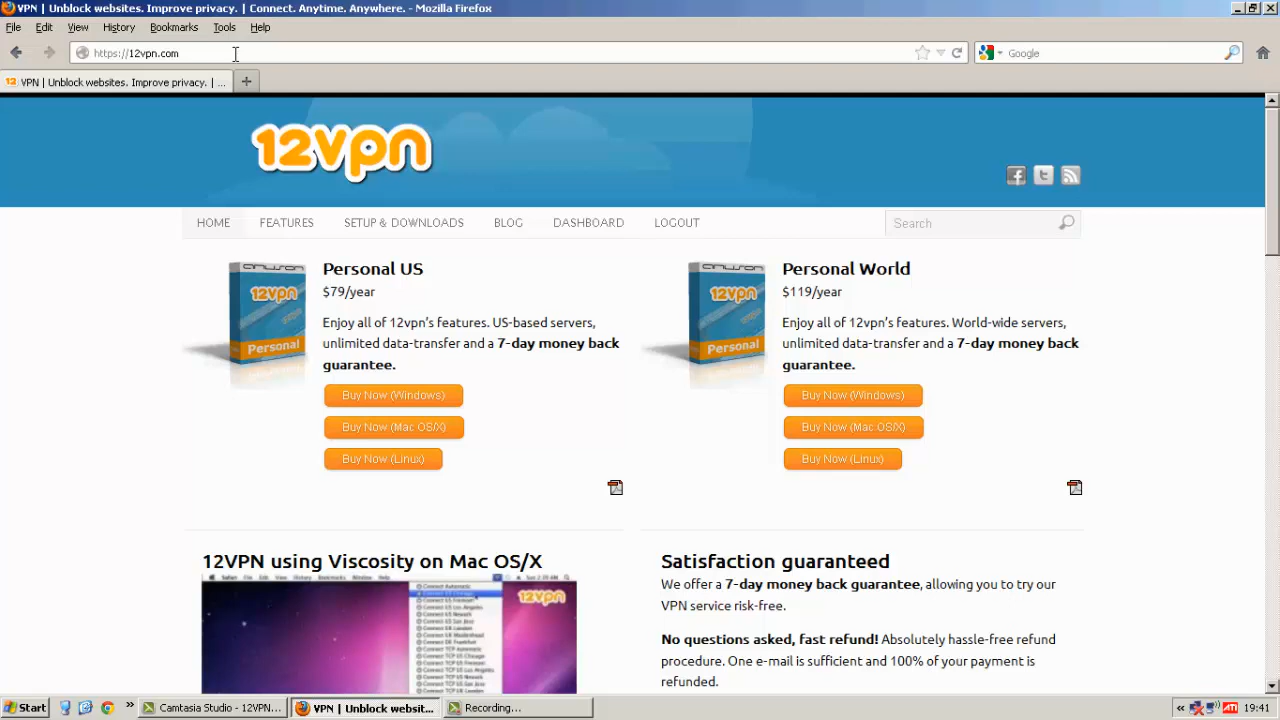 VPN | Unblock websites. Improve privacy. | Connect. Anytime. Anywhere. - Mozilla Firefox
File Edit View History Bookmarks Tools Help
https://12vpn.com
Google
12 VPN | Unblock websites. Improve privacy. | ...
12vpn
HOME FEATURES SETUP & DOWNLOADS BLOG DASHBOARD LOGOUT
Search
12vpn
Personal
Personal US
$79/year
Enjoy all of 12vpn's features. US-based servers,
unlimited data-transfer and a 7-day money back
guarantee.
Buy Now (Windows)
Buy Now (Mac OS/X)
Buy Now (Linux)
12vpn
Personal
Personal World
$119/year
Enjoy all of 12vpn's features. World-wide servers,
unlimited data-transfer and a 7-day money back
guarantee.
Buy Now (Windows)
Buy Now (Mac OS/X)
Buy Now (Linux)
12VPN using Viscosity on Mac OS/X
12vpn
Satisfaction guaranteed
We offer a 7-day money back guarantee, allowing you to try our
VPN service risk-free.
No questions asked, fast refund! Absolutely hassle-free refund
procedure. One e-mail is sufficient and 100% of your payment is
refunded.
Start
Camtasia Studio - 12VPN...
VPN | Unblock websit...
Recording...
ATI
19:41